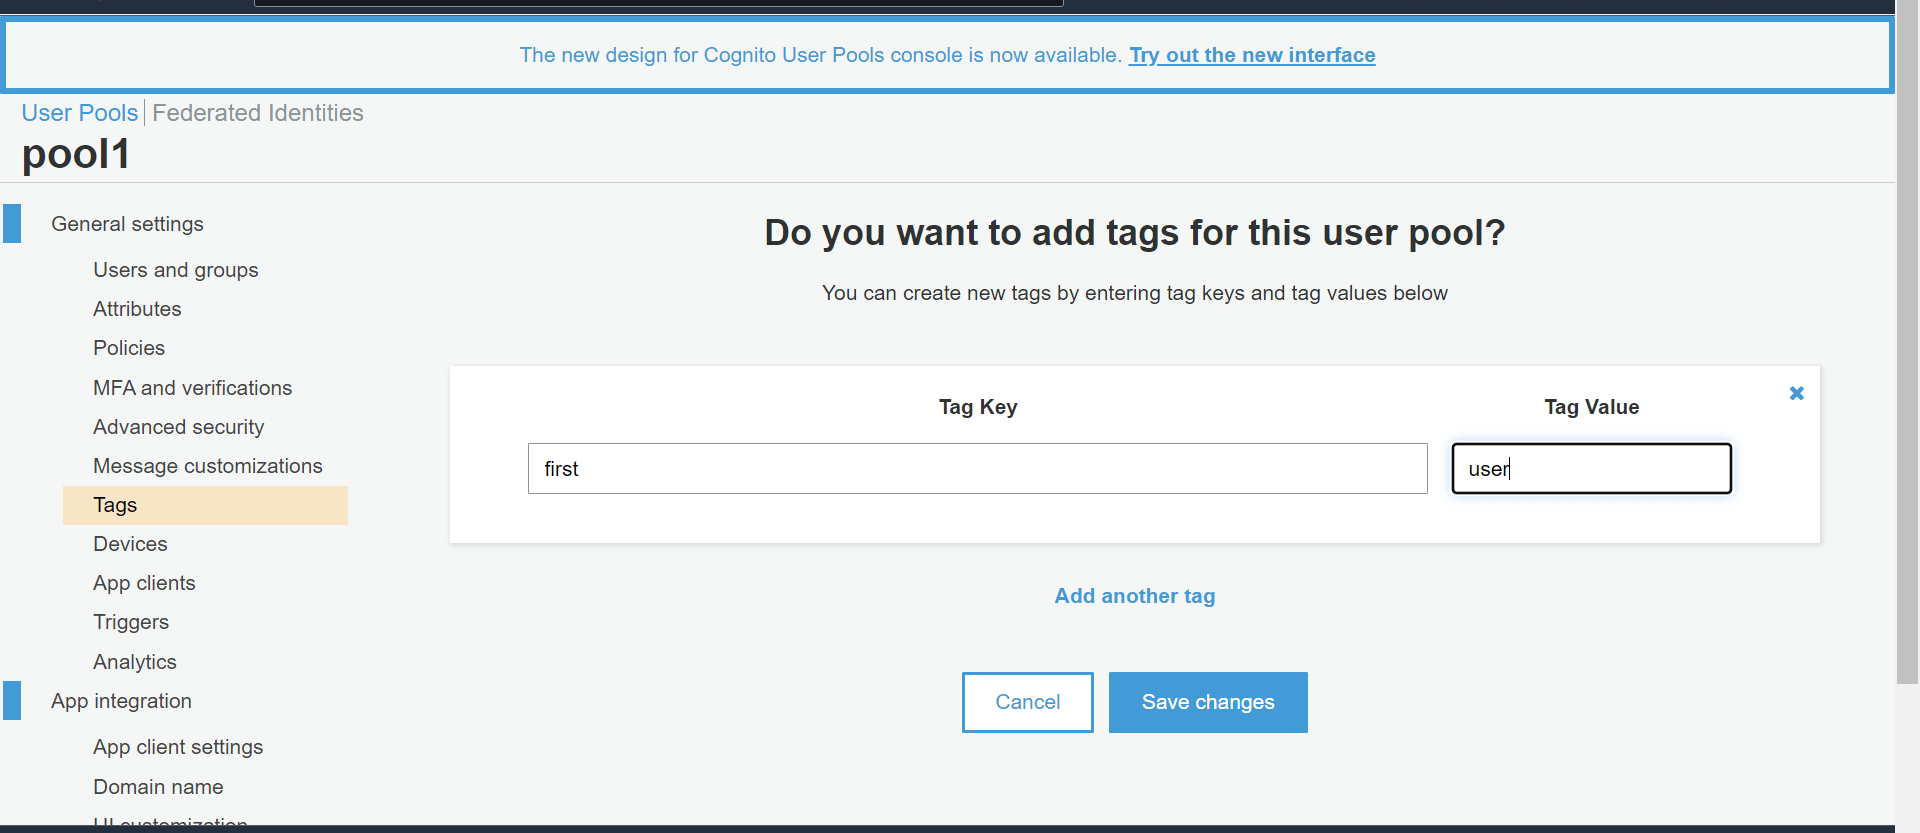 The new design for Cognito User Pools console is now available. Try out the new interface
User Pools Federated Identities
pool1
General settings
Users and groups
Attributes
Policies
MFA and verifications
Advanced security
Message customizations
Tags
Devices
App clients
Triggers
Analytics
App integration
App client settings
Domain name
UI customization
Do you want to add tags for this user pool?
You can create new tags by entering tag keys and tag values below
Tag Key
Tag Value
first
user
Add another tag
Cancel
Save changes